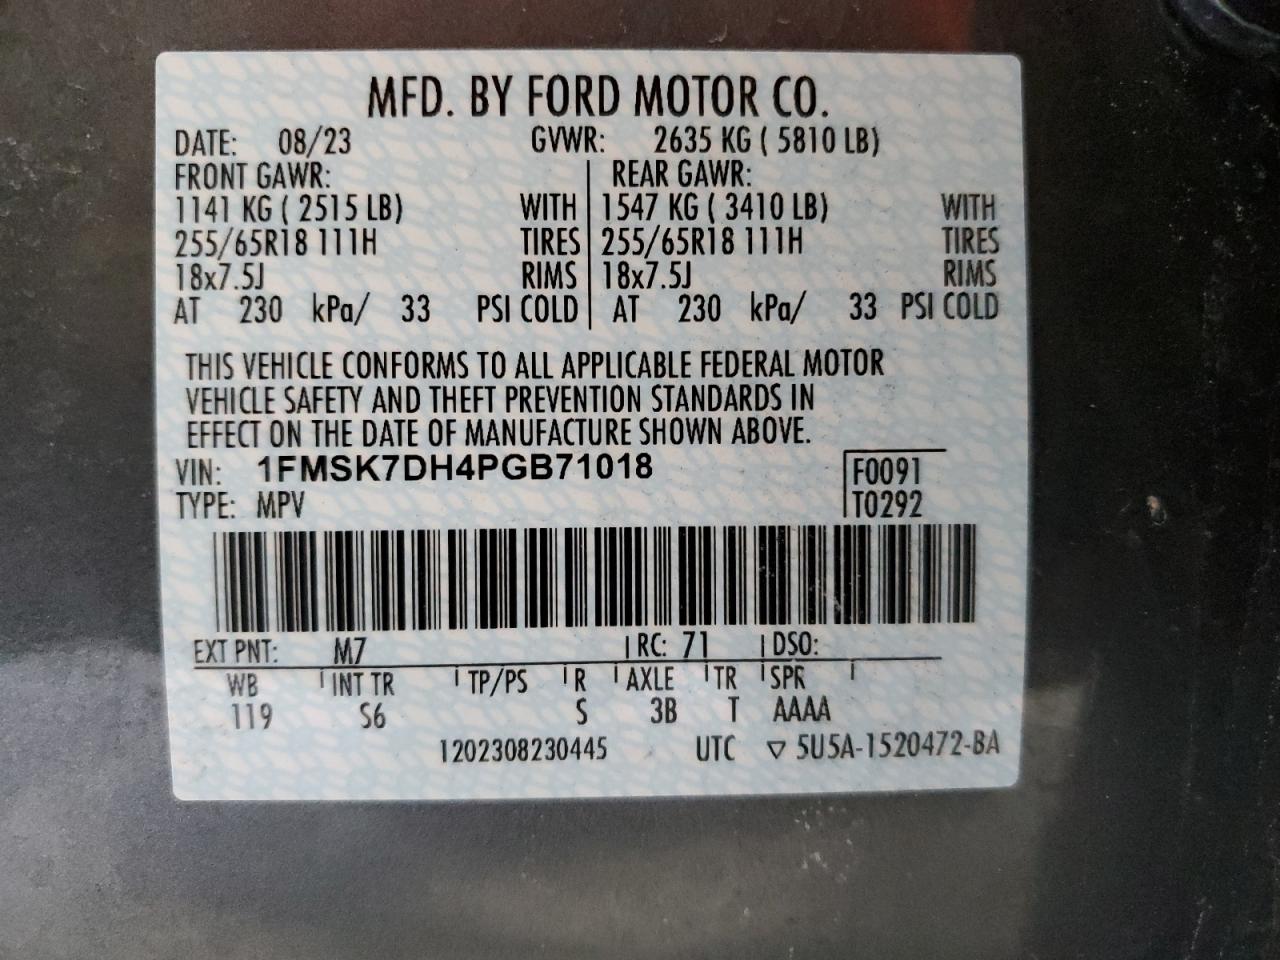 MFD. BY FORD MOTOR CO.
DATE: 08/23 GVWR: 2635 KG ( 5810 LB)
FRONT GAWR: REAR GAWR:
1141 KG ( 2515 LB) WITH 1547 KG ( 3410 LB) WITH
255/65R18 111H TIRES 255/65R18 111H TIRES
18x7.5J RIMS 18x7.5J RIMS
AT 230 kPa/ 33 PSI COLD AT 230 kPa/ 33 PSI COLD
THIS VEHICLE CONFORMS TO ALL APPLICABLE FEDERAL MOTOR
VEHICLE SAFETY AND THEFT PREVENTION STANDARDS IN
EFFECT ON THE DATE OF MANUFACTURE SHOWN ABOVE.
VIN: 1FMSK7DH4PGB71018 F0091
TYPE: MPV T0292
EXT PNT: M7 RC: 71 DSO:
WB INT TR TP/PS R AXLE TR SPR
119 S6 S 3B T AAAA
1202308230445 UTC ▽ 5U5A-1520472-BA